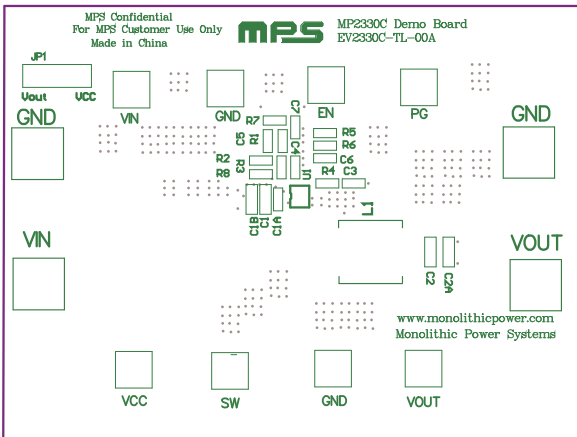 MPS Confidential
For MPS Customer Use Only
Made in China
mPS
MP2330C Demo Board
EV2330C-TL-00A
JP1
Vout VCC
VIN
GND
EN
PG
GND
GND
C7
R7
C5
R1
C4
R5
R6
C6
R2
R3
R8
U1
R4 C3
C1B
C1
C1A
L1
VIN
VOUT
C2
C2A
www.monolithicpower.com
Monolithic Power Systems
VCC
SW
GND
VOUT